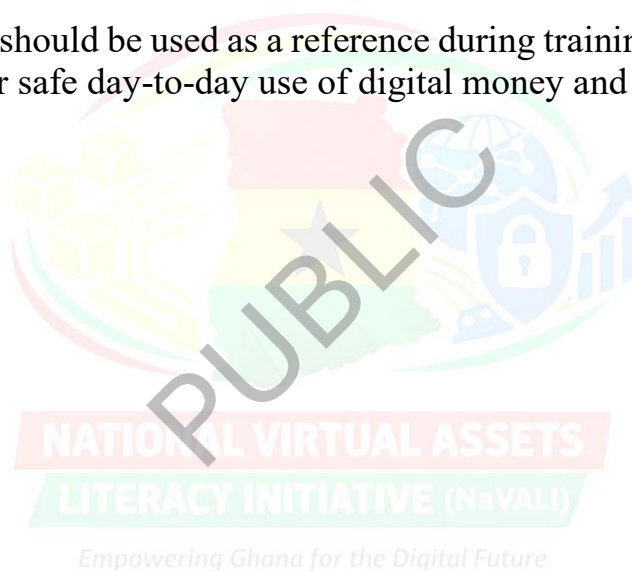 should be used as a reference during trainin
r safe day-to-day use of digital money and
PUBLIC
NATIONAL VIRTUAL ASSETS
LITERACY INITIATIVE (NaVALI)
Empowering Ghana for the Digital Future